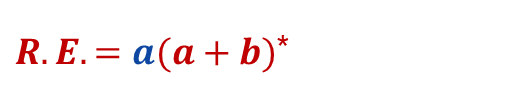 R.E.= a(a + b)*